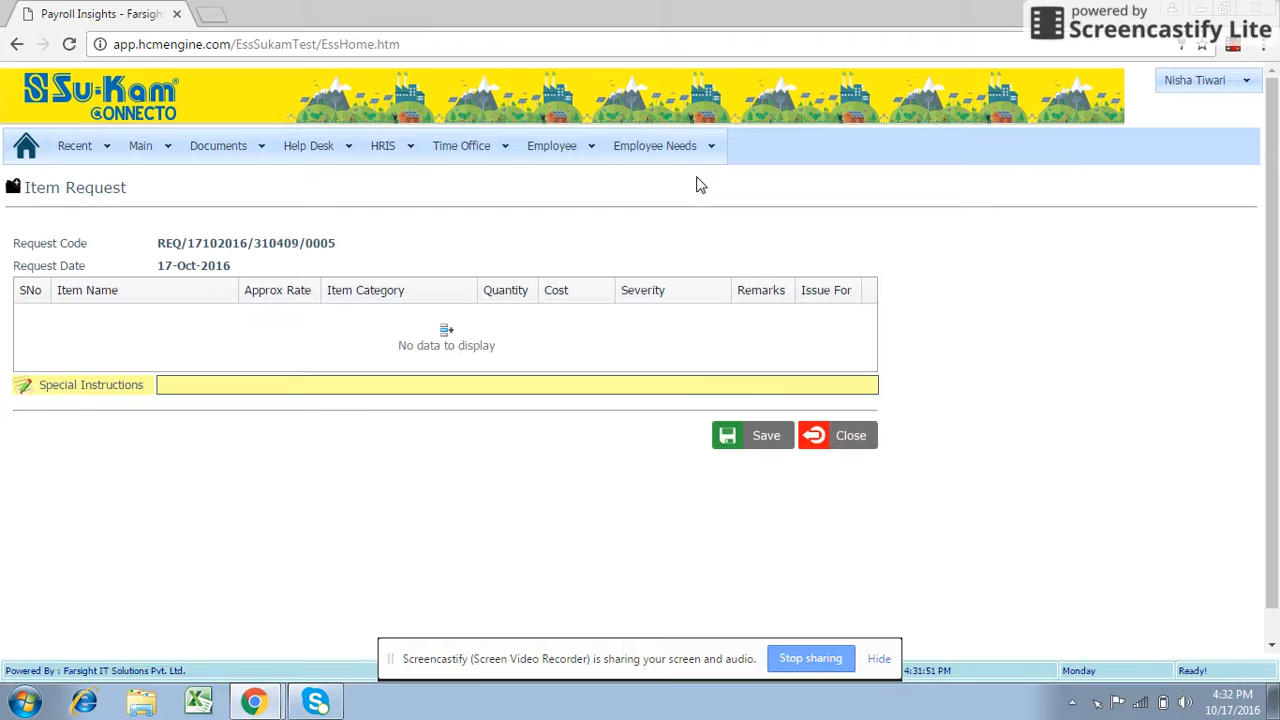 Payroll Insights - Farsigh
powered by
Screencastify Lite
app.hcmengine.com/EssSukamTest/EssHome.htm
Su-Kam®
CONNECTO
Nisha Tiwari
Recent Main Documents Help Desk HRIS Time Office Employee Employee Needs
Item Request
Request Code REQ/17102016/310409/0005
Request Date 17-Oct-2016
SNo Item Name Approx Rate Item Category Quantity Cost Severity Remarks Issue For
No data to display
Special Instructions
Save Close
Screencastify (Screen Video Recorder) is sharing your screen and audio. Stop sharing Hide
Powered By : Farsight IT Solutions Pvt. Ltd. 4:31:51 PM Monday Ready!
4:32 PM
10/17/2016